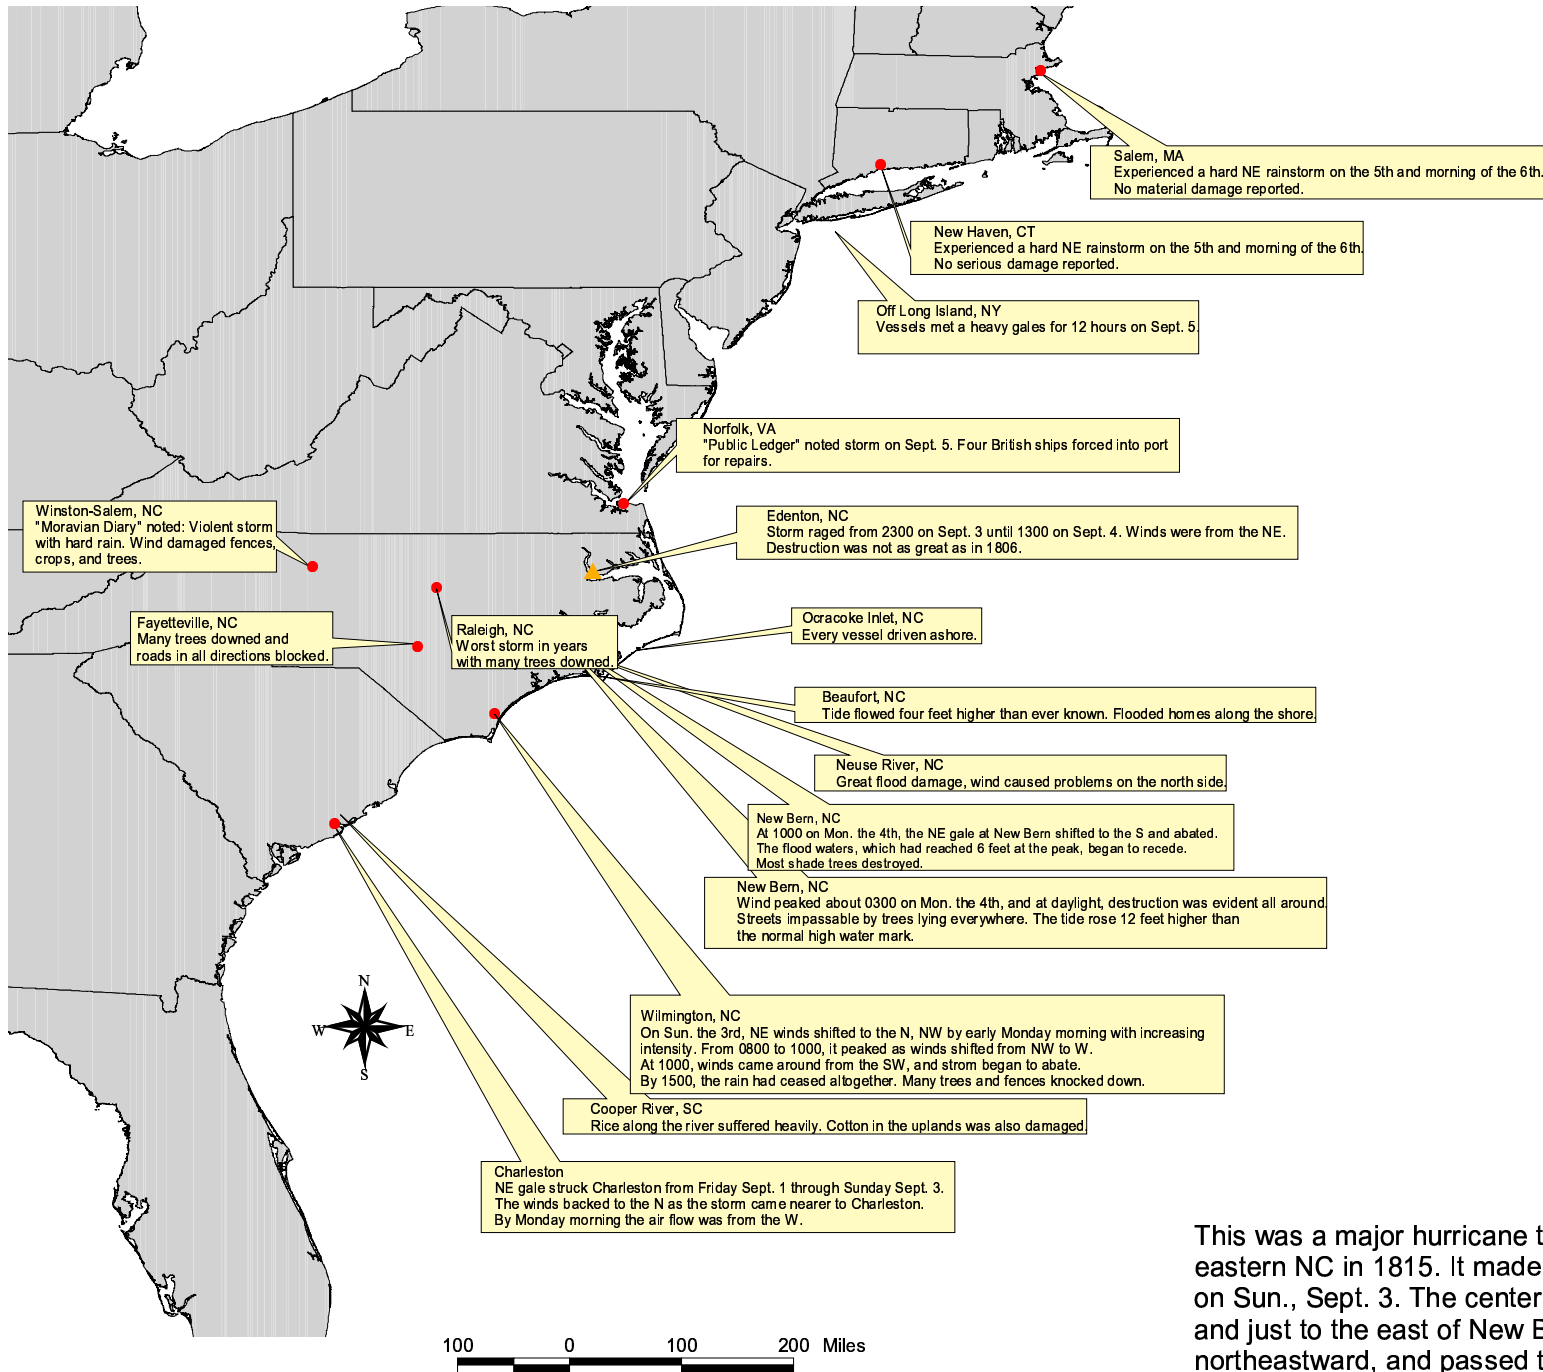 Salem, MA
Experienced a hard NE rainstorm on the 5th and morning of the 6th.
No material damage reported.
New Haven, CT
Experienced a hard NE rainstorm on the 5th and morning of the 6th.
No serious damage reported.
Off Long Island, NY
Vessels met a heavy gales for 12 hours on Sept. 5.
Norfolk, VA
"Public Ledger" noted storm on Sept. 5. Four British ships forced into port
for repairs.
Winston-Salem, NC
"Moravian Diary" noted: Violent storm
with hard rain. Wind damaged fences,
crops, and trees.
Edenton, NC
Storm raged from 2300 on Sept. 3 until 1300 on Sept. 4. Winds were from the NE.
Destruction was not as great as in 1806.
Fayetteville, NC
Many trees downed and
roads in all directions blocked.
Raleigh, NC
Worst storm in years
with many trees downed.
Ocracoke Inlet, NC
Every vessel driven ashore.
Beaufort, NC
Tide flowed four feet higher than ever known. Flooded homes along the shore.
Neuse River, NC
Great flood damage, wind caused problems on the north side.
New Bern, NC
At 1000 on Mon. the 4th, the NE gale at New Bern shifted to the S and abated.
The flood waters, which had reached 6 feet at the peak, began to recede.
Most shade trees destroyed.
New Bern, NC
Wind peaked about 0300 on Mon. the 4th, and at daylight, destruction was evident all around.
Streets impassable by trees lying everywhere. The tide rose 12 feet higher than
the normal high water mark.
N
W E
S
Wilmington, NC
On Sun. the 3rd, NE winds shifted to the N, NW by early Monday morning with increasing
intensity. From 0800 to 1000, it peaked as winds shifted from NW to W.
At 1000, winds came around from the SW, and strom began to abate.
By 1500, the rain had ceased altogether. Many trees and fences knocked down.
Cooper River, SC
Rice along the river suffered heavily. Cotton in the uplands was also damaged.
Charleston
NE gale struck Charleston from Friday Sept. 1 through Sunday Sept. 3.
The winds backed to the N as the storm came nearer to Charleston.
By Monday morning the air flow was from the W.
This was a major hurricane t
eastern NC in 1815. It made
on Sun., Sept. 3. The center
and just to the east of New B
northeastward, and passed t
100 0 100 200 Miles